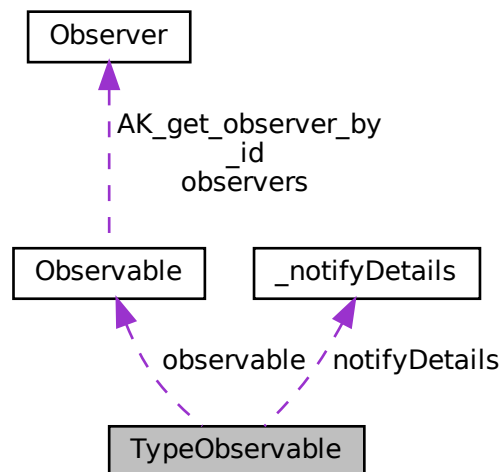 Observer
AK_get_observer_by
_id
observers
Observable
_notifyDetails
observable
notifyDetails
TypeObservable